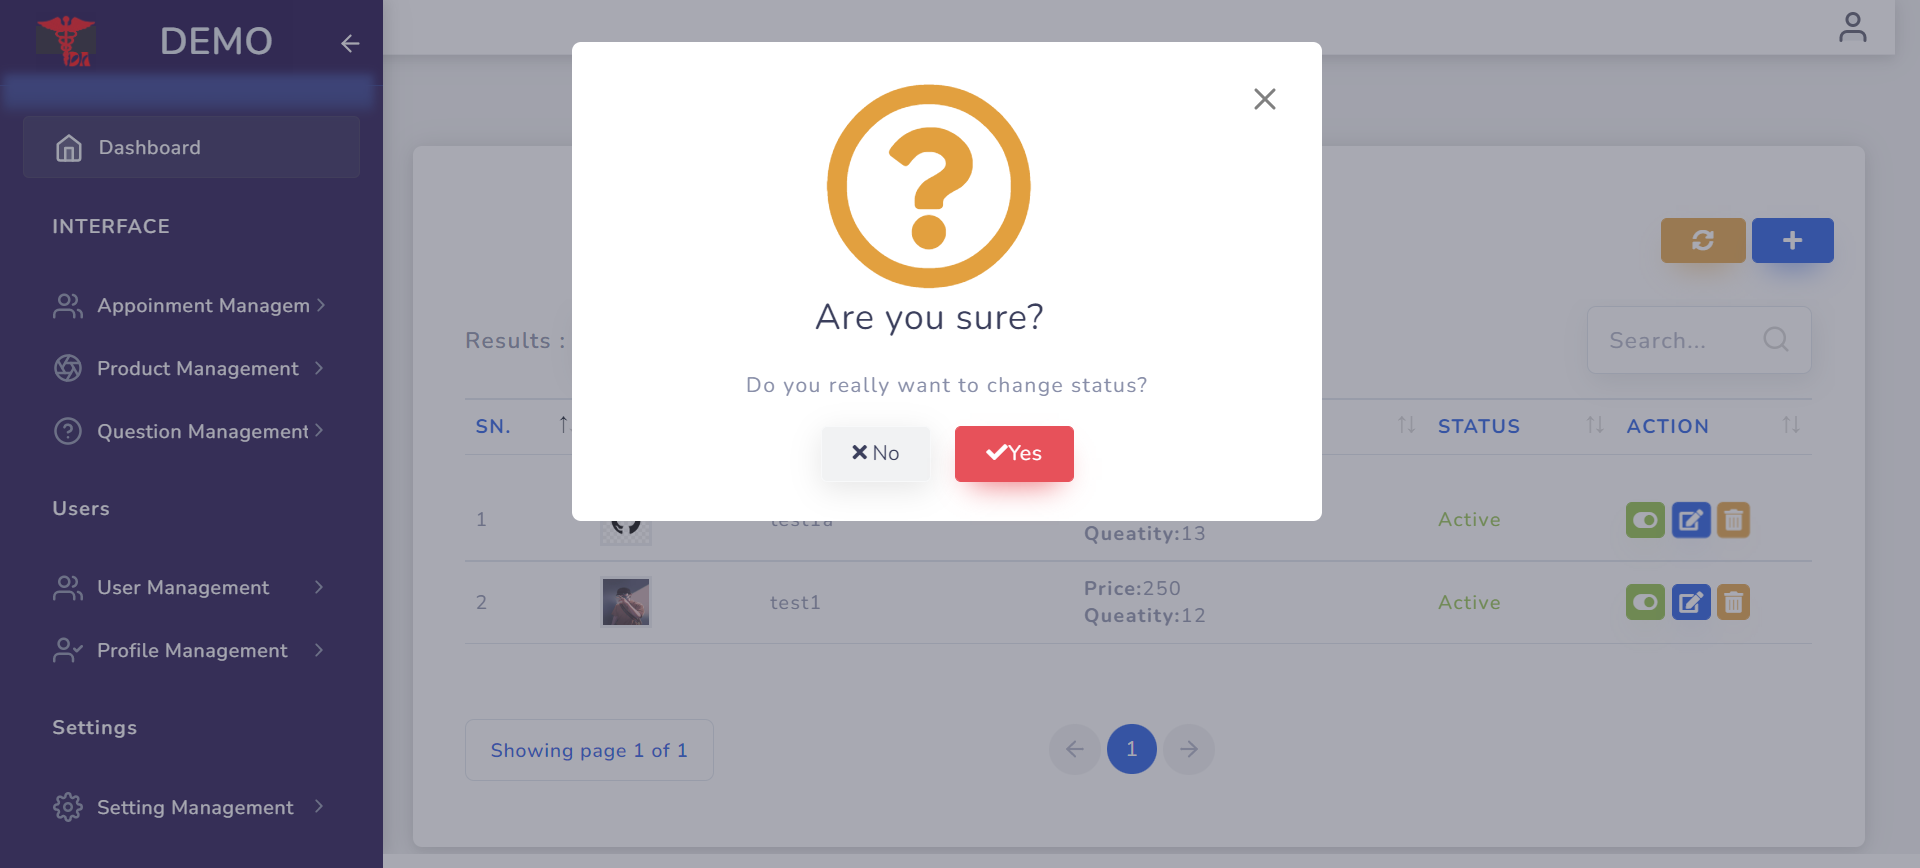 DA
DEMO
Dashboard
INTERFACE
Appoinment Managem
Product Management
Question Management
Users
User Management
Profile Management
Settings
Setting Management
Are you sure?
Do you really want to change status?
No
Yes
Results :
Search...
SN.
STATUS
ACTION
1
test1a
Queatity:13
Active
2
test1
Price:250
Queatity:12
Active
Showing page 1 of 1
1